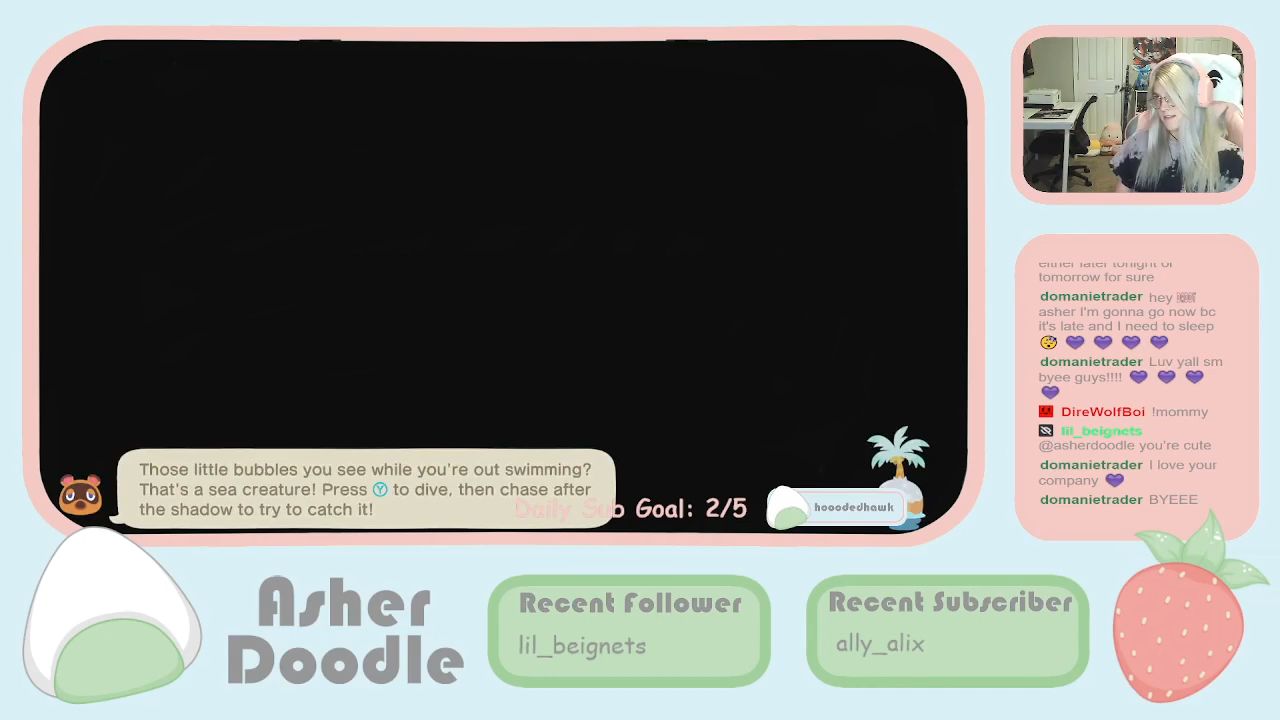 either later tonight or
tomorrow for sure
domanietrader hey
asher I'm gonna go now bc
it's late and I need to sleep
domanietrader Luv yall sm
byee guys!!!!
DireWolfBoi !mommy
lil_beignets
@asherdoodle you're cute
domanietrader I love your
company
domanietrader BYEEE
Those little bubbles you see while you're out swimming?
That's a sea creature! Press Ⓨ to dive, then chase after
the shadow to try to catch it!
Daily Sub Goal: 2/5
hooodedhawk
Asher
Doodle
Recent Follower
lil_beignets
Recent Subscriber
ally_alix